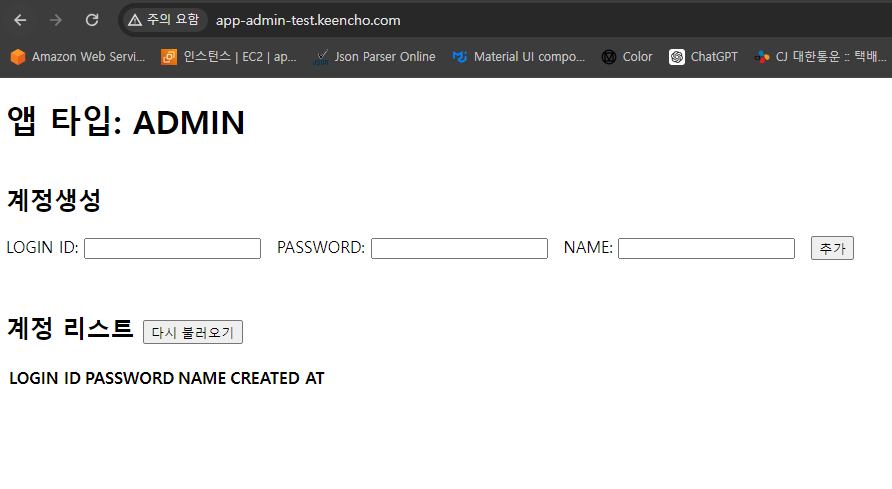 주의 요함 app-admin-test.keencho.com
Amazon Web Servi... 인스턴스 | EC2 | ap... Json Parser Online Material UI compo... Color ChatGPT CJ 대한통운 :: 택배...
앱 타입: ADMIN
계정생성
LOGIN ID: PASSWORD: NAME: 추가
계정 리스트 다시 불러오기
LOGIN ID PASSWORD NAME CREATED AT